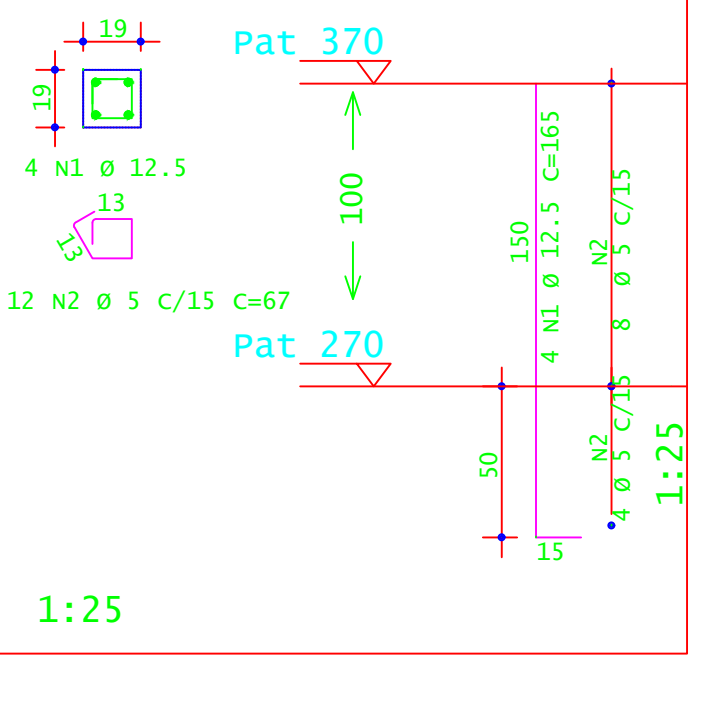 19
19
4 N1 Ø 12.5
13
13
12 N2 Ø 5 C/15 C=67
Pat 370
100
Pat 270
150
4 N1 Ø 12.5 C=165
N2
8 Ø 5 C/15
N2
4 Ø 5 C/15
50
15
1:25
1:25